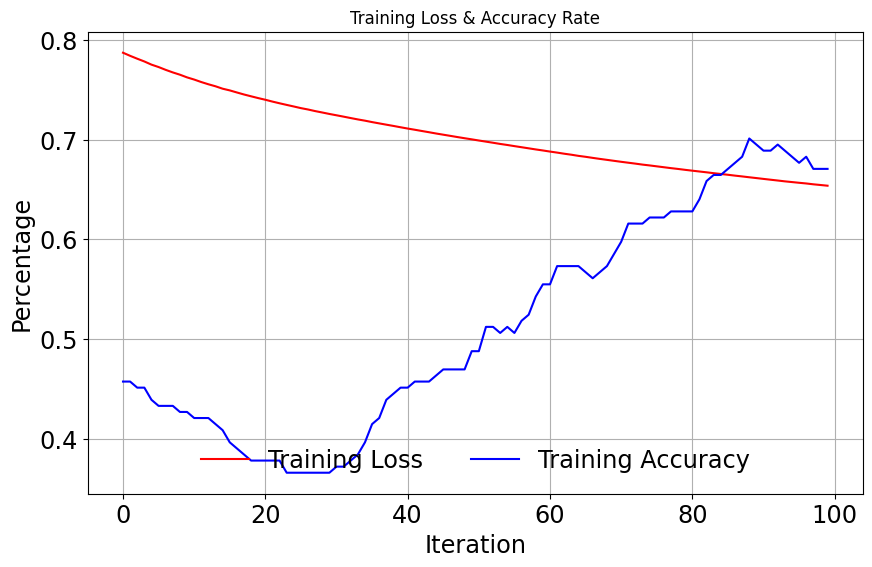 Training Loss & Accuracy Rate
0.8
0.7
0.6
0.5
0.4
Percentage
Training Loss Training Accuracy
0 20 40 60 80 100
Iteration